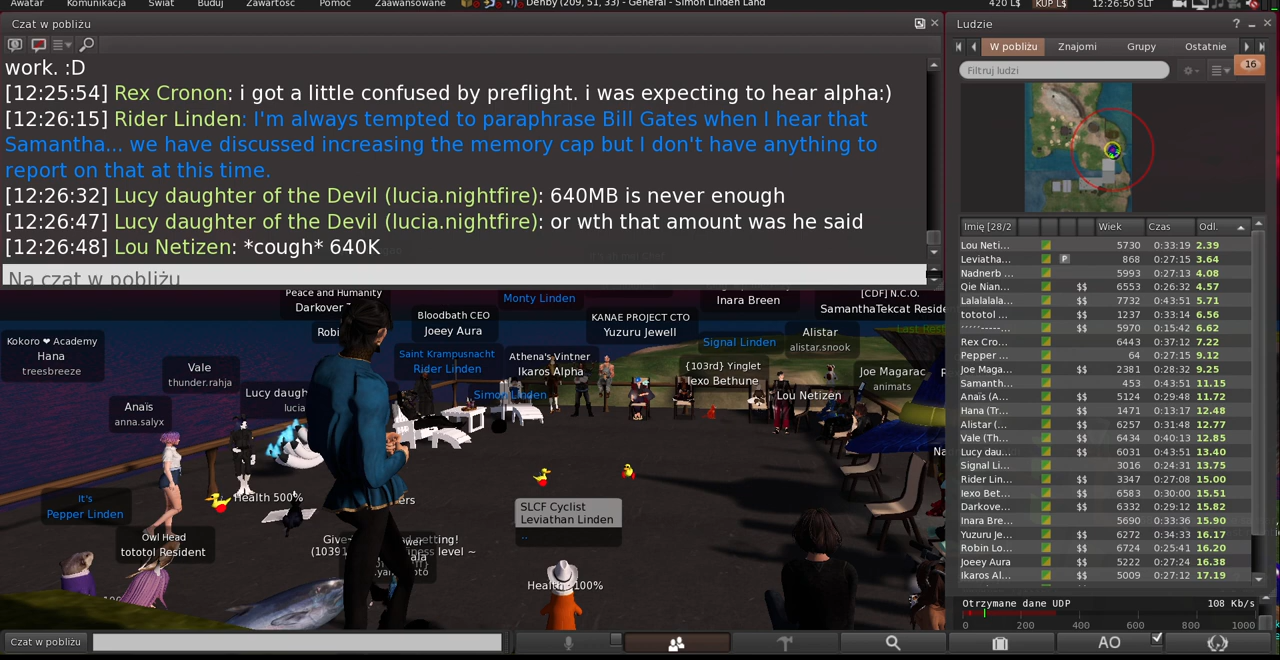 Awatar Komunikacja Świat Buduj Zawartość Pomoc Zaawansowane Denby (209, 51, 33) - General - Simon Linden Land 420 L$ KUP L$ 12:26:50 SLT
Czat w pobliżu
work. :D
[12:25:54] Rex Cronon: i got a little confused by preflight. i was expecting to hear alpha:)
[12:26:15] Rider Linden: I'm always tempted to paraphrase Bill Gates when I hear that
Samantha... we have discussed increasing the memory cap but I don't have anything to
report on that at this time.
[12:26:32] Lucy daughter of the Devil (lucia.nightfire): 640MB is never enough
[12:26:47] Lucy daughter of the Devil (lucia.nightfire): or wth that amount was he said
[12:26:48] Lou Netizen: *cough* 640K
Na czat w pobliżu
Peace and Humanity
Darkover
Monty Linden
Inara Breen
[CDF] N.C.O.
SamanthaTekcat Reside
Bloodbath CEO
Joeey Aura
KANAE PROJECT CTO
Yuzuru Jewell
Robi
Alistar
alistar.snook
Last Res
Kokoro ❤ Academy
Hana
treesbreeze
Signal Linden
Saint Krampusnacht
Rider Linden
Athena's Vintner
Ikaros Alpha
{103rd} Yinglet
Iexo Bethune
Joe Magarac
animats
Vale
thunder.rahja
Lucy daugh
lucia
Simon Linden
Lou Netizen
Anaïs
anna.salyx
Na
It's
Pepper Linden
Health 500%
ers
SLCF Cyclist
Leviathan Linden
..
Owl Head
tototol Resident
Give
etting!
(1039
iness level ~
Health 100%
Czat w pobliżu
AO
Ludzie
? _ ×
W pobliżu Znajomi Grupy Ostatnie
Filtruj ludzi
16
Imię [28/2 Wiek Czas Odl.
Lou Neti... 5730 0:33:19 2.39
Leviatha... P 868 0:27:15 3.64
Nadnerb ... 5993 0:27:13 4.08
Qie Nian... $$ 6553 0:26:32 4.57
Lalalalala... $$ 7732 0:43:51 5.71
tototol ... $$ 1237 0:33:14 6.56
'''''-----... $$ 5970 0:15:42 6.62
Rex Cro... 6443 0:37:12 7.22
Pepper ... 64 0:27:15 9.12
Joe Maga... $$ 2381 0:28:32 9.25
Samanth... 453 0:43:51 11.15
Anaïs (A... $$ 5124 0:29:48 11.72
Hana (Tr... $$ 1471 0:13:17 12.48
Alistar (... $$ 6257 0:31:48 12.77
Vale (Th... $$ 6434 0:40:13 12.85
Lucy dau... $$ 6031 0:43:51 13.40
Signal Li... 3016 0:24:31 13.75
Rider Lin... $$ 3347 0:27:08 15.00
Iexo Bet... $$ 6583 0:30:00 15.51
Darkove... $$ 6332 0:29:12 15.82
Inara Bre... 5690 0:33:36 15.90
Yuzuru Je... $$ 6272 0:34:33 16.17
Robin Lo... $$ 6724 0:25:41 16.20
Joeey Aura $$ 5222 0:27:24 16.38
Ikaros Al... $$ 5009 0:27:12 17.19
Otrzymane dane UDP 108 Kb/s
0 200 400 600 800 1000